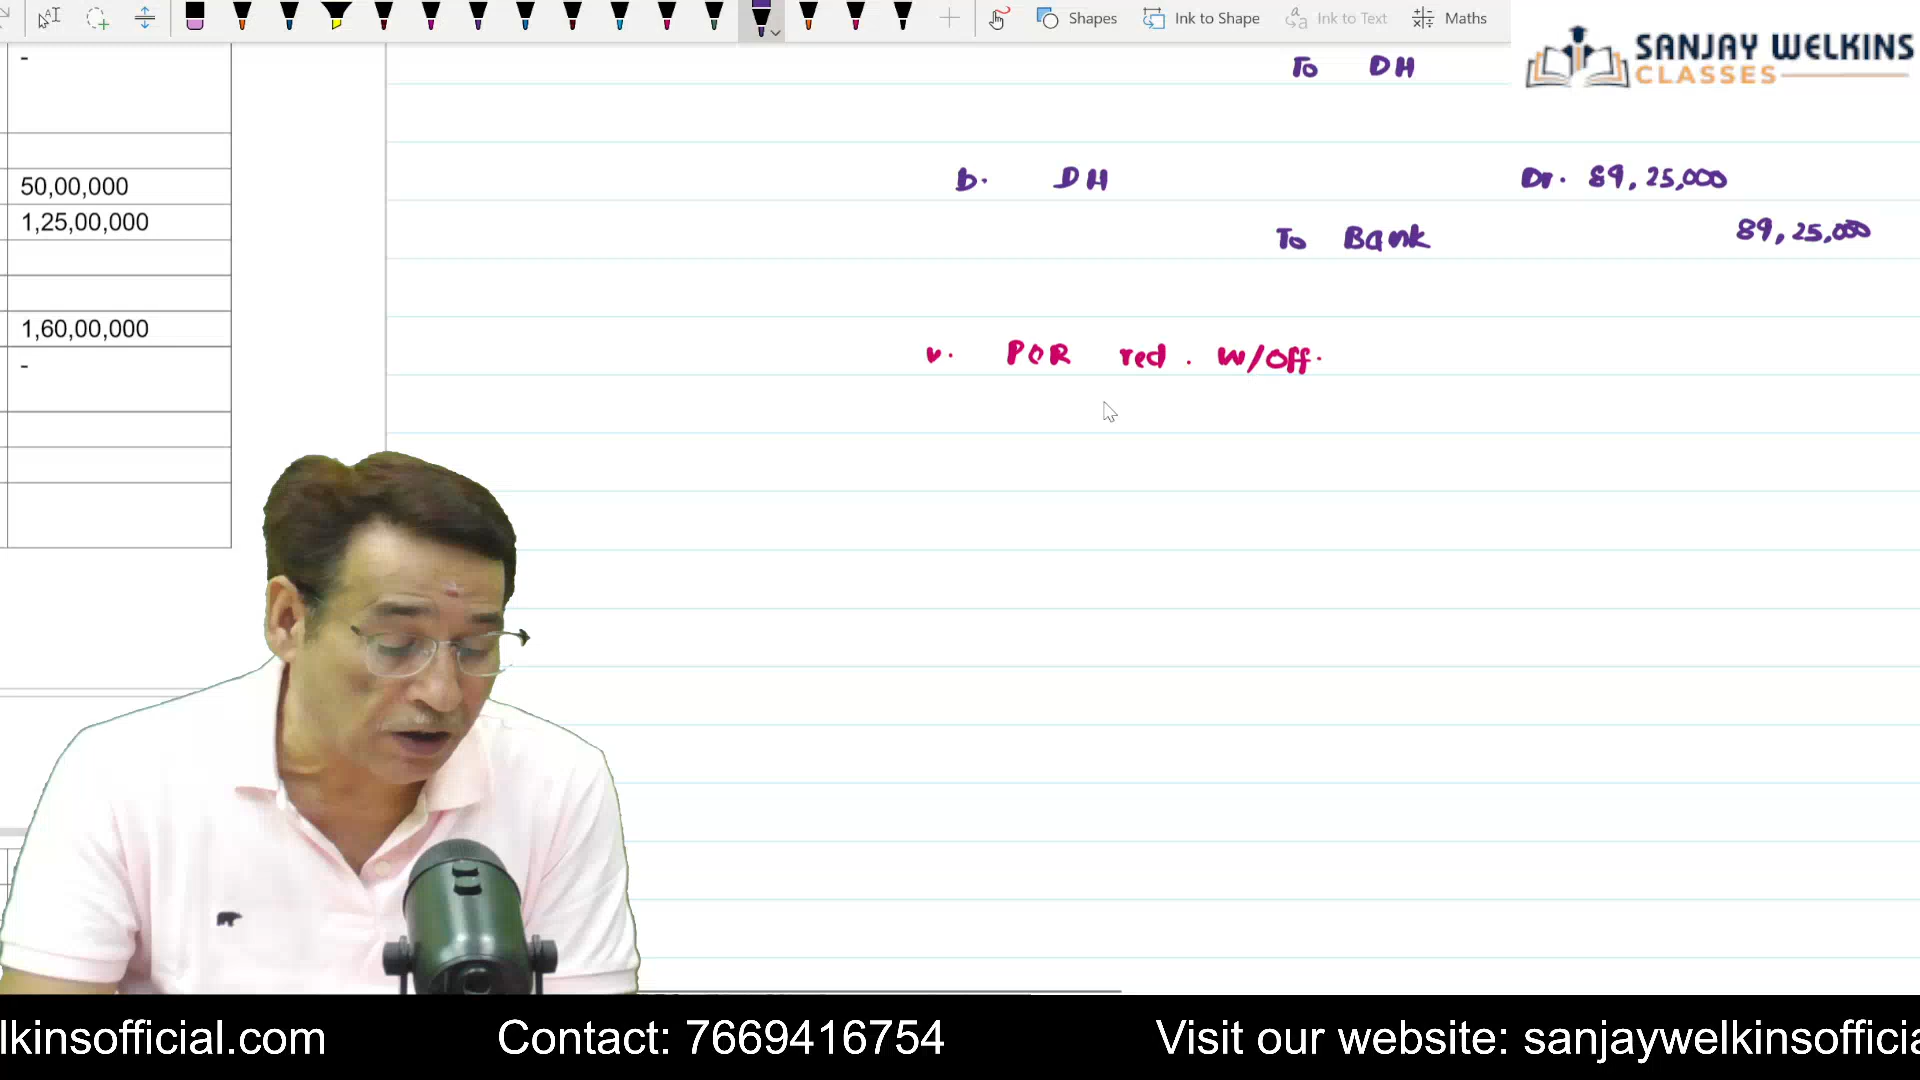 Shapes Ink to Shape Ink to Text Maths
SANJAY WELKINS
CLASSES
To DH
-
b. DH Dr. 89,25,000
50,00,000
1,25,00,000
To Bank 89,25,000
1,60,00,000
v. POR red. W/Off.
-
lkinsofficial.com Contact: 7669416754 Visit our website: sanjaywelkinsofficia